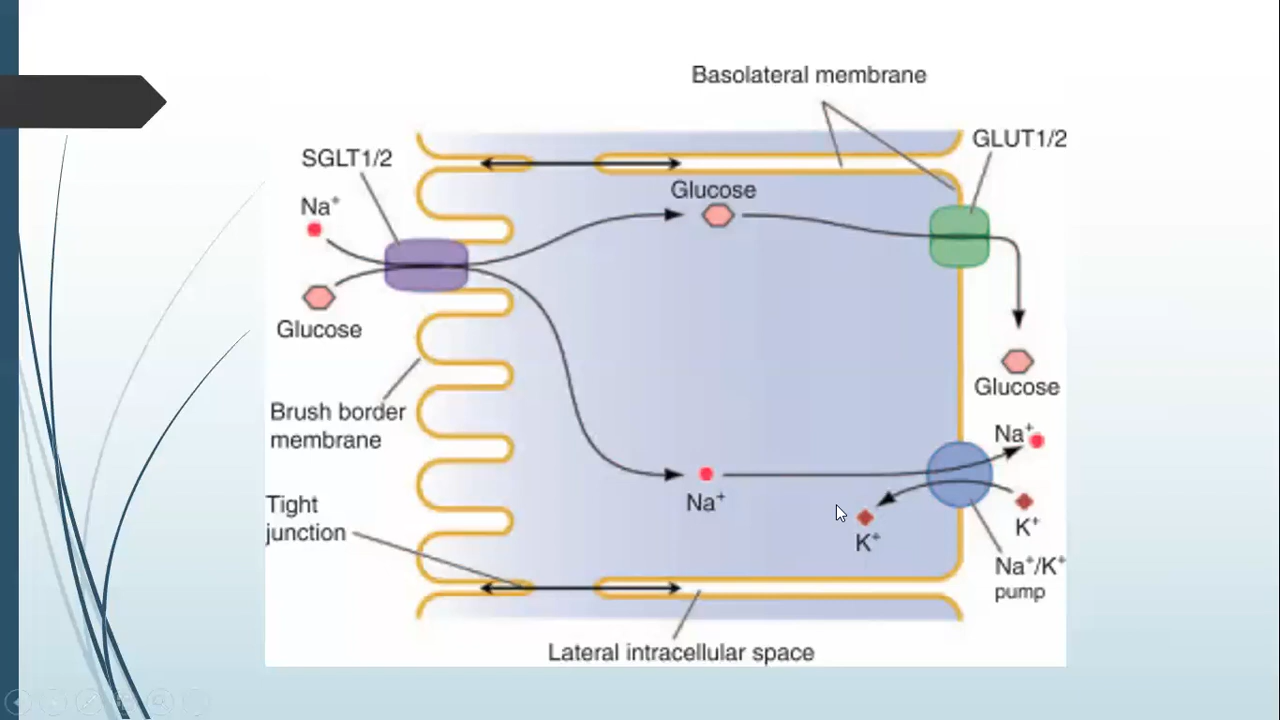 Basolateral membrane
GLUT1/2
SGLT1/2
Glucose
Na⁺
Glucose
Glucose
Brush border
membrane
Na⁺
Na⁺
K⁺
K⁺
Tight
junction
Na⁺/K⁺
pump
Lateral intracellular space